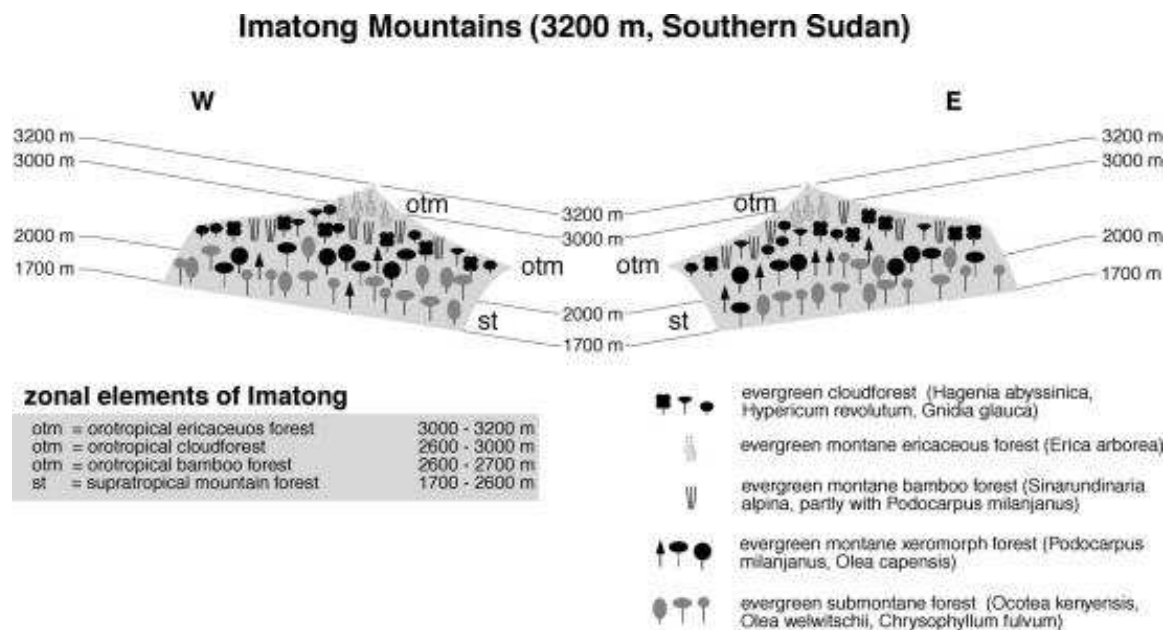 Imatong Mountains (3200 m, Southern Sudan)
W
E
3200 m
3000 m
2000 m
1700 m
otm
otm
st
3200 m
3000 m
2000 m
1700 m
otm
otm
st
3200 m
3000 m
2000 m
1700 m
zonal elements of Imatong
otm = orotropical ericaceuos forest 3000 - 3200 m
otm = orotropical cloudforest 2600 - 3000 m
otm = orotropical bamboo forest 2600 - 2700 m
st = supratropical mountain forest 1700 - 2600 m
evergreen cloudforest (Hagenia abyssinica,
Hypericum revolutum, Gnidia glauca)
evergreen montane ericaceous forest (Erica arborea)
evergreen montane bamboo forest (Sinarundinaria
alpina, partly with Podocarpus milanjanus)
evergreen montane xeromorph forest (Podocarpus
milanjanus, Olea capensis)
evergreen submontane forest (Ocotea kenyensis,
Olea welwitschii, Chrysophyllum fulvum)